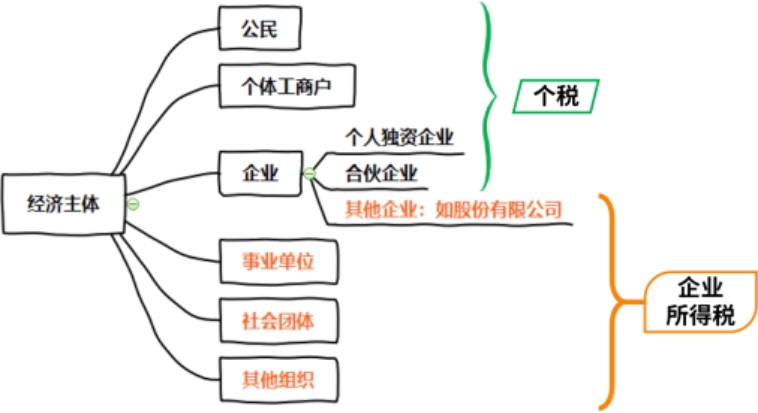 公民
个体工商户
个税
个人独资企业
企业
合伙企业
经济主体
其他企业：如股份有限公司
事业单位
企业
所得税
社会团体
其他组织